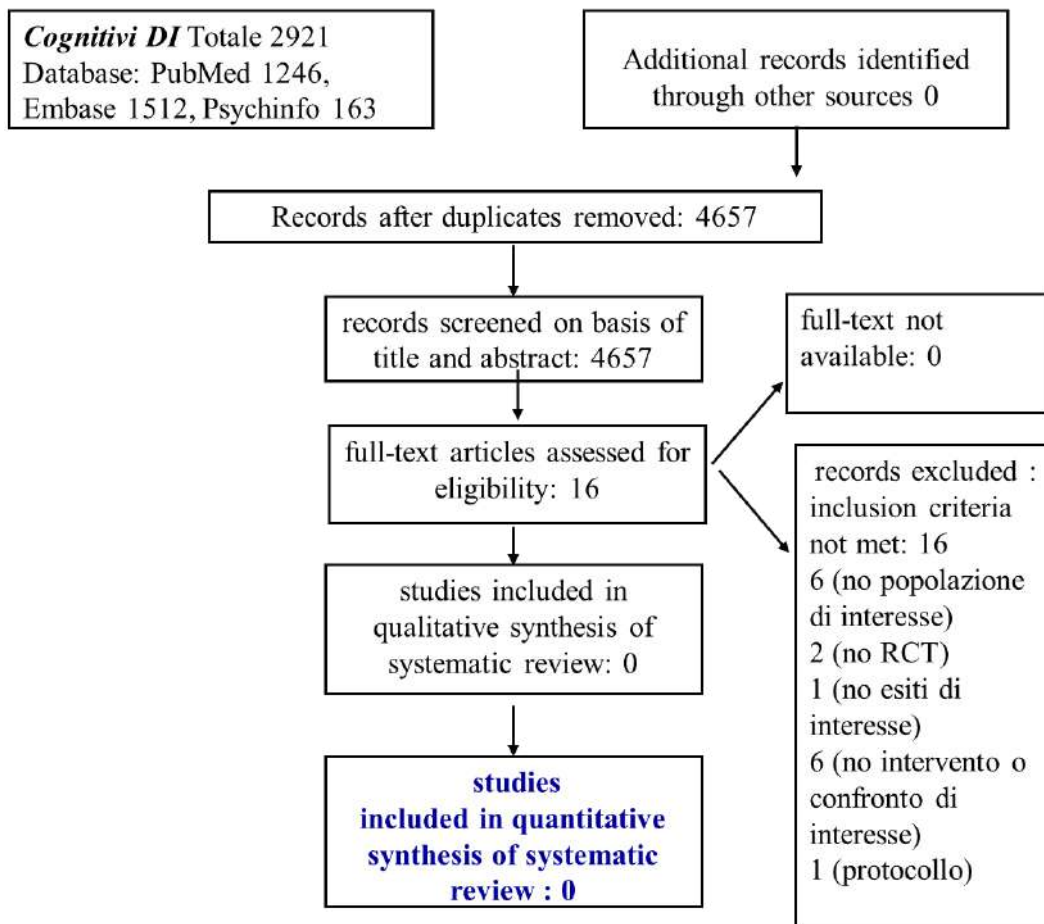 Cognitivi DI Totale 2921
Database: PubMed 1246,
Embase 1512, Psychinfo 163
Additional records identified
through other sources 0
Records after duplicates removed: 4657
records screened on basis of
title and abstract: 4657
full-text not
available: 0
full-text articles assessed for
eligibility: 16
records excluded :
inclusion criteria
not met: 16
6 (no popolazione
di interesse)
2 (no RCT)
1 (no esiti di
interesse)
6 (no intervento o
confronto di
interesse)
1 (protocollo)
studies included in
qualitative synthesis of
systematic review: 0
studies
included in quantitative
synthesis of systematic
review : 0